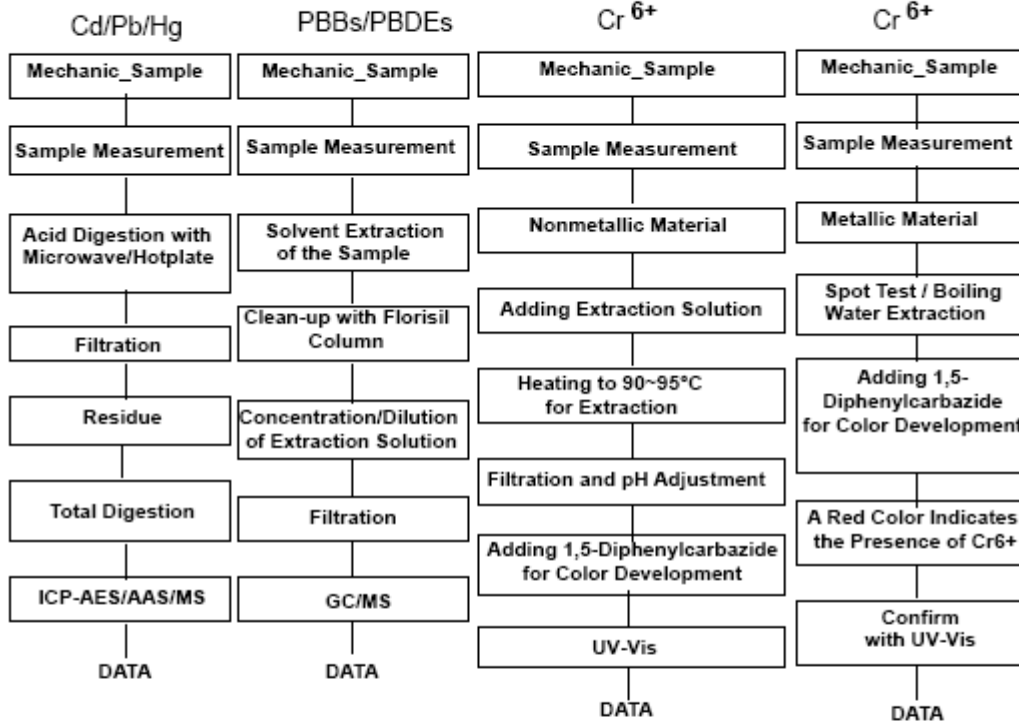 Cd/Pb/Hg
Mechanic_Sample
Sample Measurement
Acid Digestion with
Microwave/Hotplate
Filtration
Residue
Total Digestion
ICP-AES/AAS/MS
DATA
PBBs/PBDEs
Mechanic_Sample
Sample Measurement
Solvent Extraction
of the Sample
Clean-up with Florisil
Column
Concentration/Dilution
of Extraction Solution
Filtration
GC/MS
DATA
Cr 6+
Mechanic_Sample
Sample Measurement
Nonmetallic Material
Adding Extraction Solution
Heating to 90~95°C
for Extraction
Filtration and pH Adjustment
Adding 1,5-Diphenylcarbazide
for Color Development
UV-Vis
DATA
Cr 6+
Mechanic_Sample
Sample Measurement
Metallic Material
Spot Test / Boiling
Water Extraction
Adding 1,5-
Diphenylcarbazide
for Color Development
A Red Color Indicates
the Presence of Cr6+
Confirm
with UV-Vis
DATA